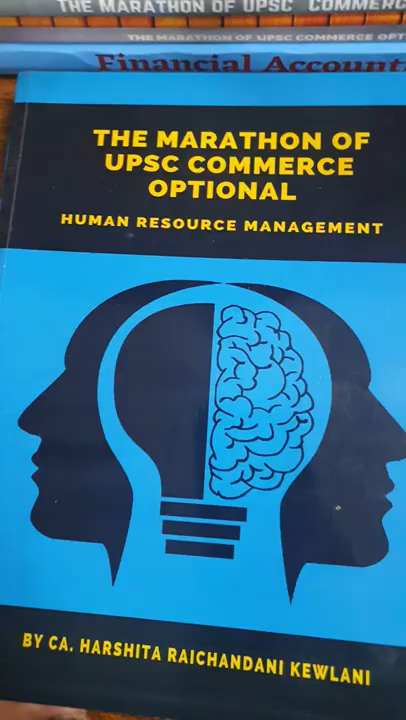 THE MARATHON OF UPSC COMMERC
THE MARATHON OF UPSC COMMERCE OPT
Financial Account
THE MARATHON OF
UPSC COMMERCE
OPTIONAL
HUMAN RESOURCE MANAGEMENT
BY CA. HARSHITA RAICHANDANI KEWLANI